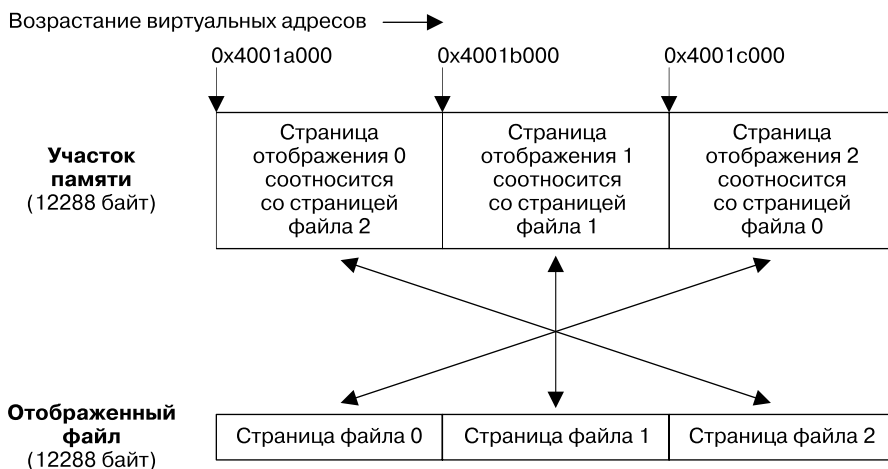 Возрастание виртуальных адресов
0x4001a000 0x4001b000 0x4001c000
Участок
памяти
(12288 байт)
Страница
отображения 0
соотносится
со страницей
файла 2
Страница
отображения 1
соотносится
со страницей
файла 1
Страница
отображения 2
соотносится
со страницей
файла 0
Отображенный
файл
(12288 байт)
Страница файла 0
Страница файла 1
Страница файла 2